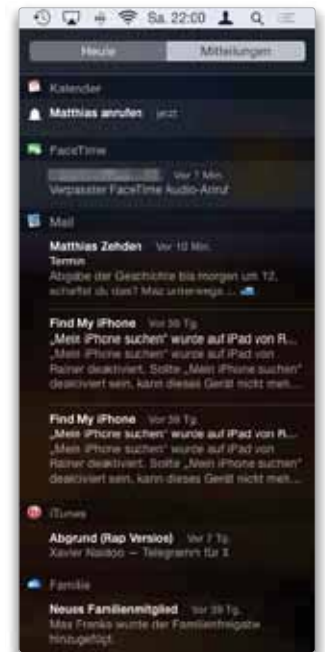 Sa. 22:00
Heute Mitteilungen
Kalender
Matthias anrufen jetzt
FaceTime
Vor 7 Min.
Verpasster FaceTime Audio-Anruf
Mail
Matthias Zehden Vor 10 Min.
Termin
Abgabe der Geschichte bis morgen um 12,
schaffst du das? Maz unterwegs…
Find My iPhone Vor 39 Tg.
„Mein iPhone suchen“ wurde auf iPad von R…
„Mein iPhone suchen“ wurde auf iPad von
Rainer deaktiviert. Sollte „Mein iPhone suchen“
deaktiviert sein, kann dieses Gerät nicht meh…
Find My iPhone Vor 39 Tg.
„Mein iPhone suchen“ wurde auf iPad von R…
„Mein iPhone suchen“ wurde auf iPad von
Rainer deaktiviert. Sollte „Mein iPhone suchen“
deaktiviert sein, kann dieses Gerät nicht meh…
iTunes
Abgrund (Rap Version) Vor 7 Tg.
Xavier Naidoo – Telegramm für X
Familie
Neues Familienmitglied Vor 39 Tg.
Max Franke wurde der Familienfreigabe
hinzugefügt.